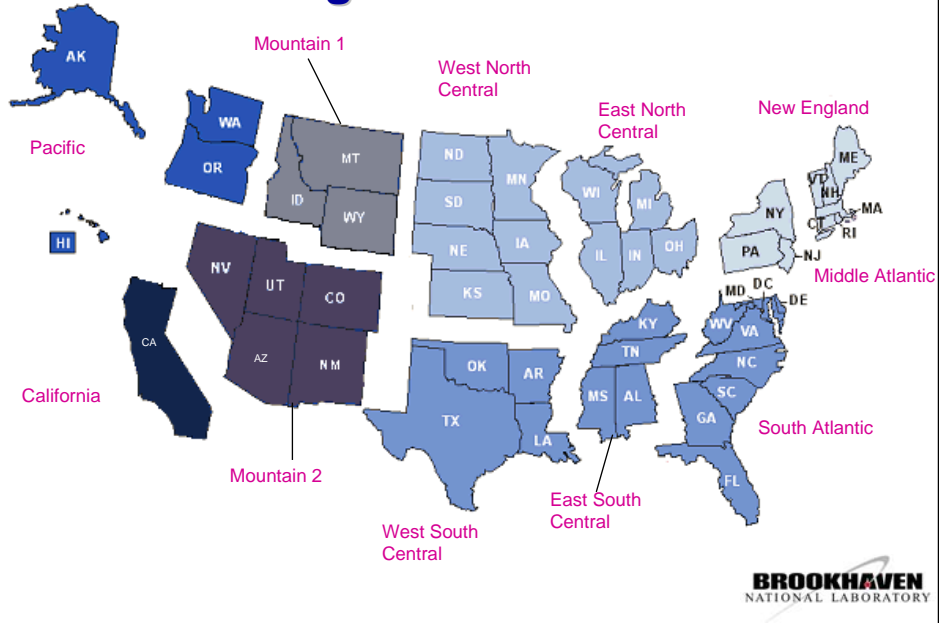 Mountain 1
West North
Central
East North
Central
New England
Pacific
Middle Atlantic
California
South Atlantic
Mountain 2
East South
Central
West South
Central
AK
WA
OR
HI
MT
ID
WY
NV
UT
CO
CA
AZ
NM
ND
MN
SD
NE
IA
KS
MO
WI
MI
IL
IN
OH
ME
VT
NH
MA
NY
CT
RI
PA
NJ
MD
DC
DE
WV
VA
KY
TN
NC
SC
MS
AL
GA
FL
OK
AR
TX
LA
BROOKHAVEN
NATIONAL LABORATORY